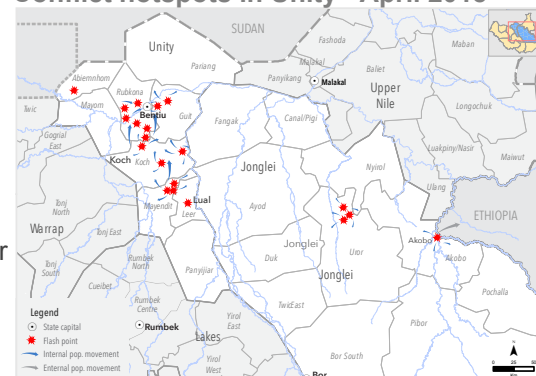 Conflict hotspots in Unity - April 2018
SUDAN
Unity
Fashoda
Maban
Abiemnhom
Pariang
Malakal
Baliet
Panyikang
Malakal
Rubkona
Upper
Nile
Twic
Mayom
Bentiu
Guit
Longochuk
Canal/Pigi
Fangak
Gogrial
East
Luakpiny/Nasir
Koch
Koch
Maiwut
Jonglei
Nyirol
Ulang
Tonj
North
Mayendit
Lual
Leer
Ayod
ETHIOPIA
Warrap
Tonj East
Jonglei
Akobo
r
Uror
Akobo
Tonj
South
Rumbek
North
Panyijiar
Duk
Jonglei
Cueibet
Pochalla
Rumbek
Centre
TwicEast
Pibor
Legend
State capital
Flash point
Internal pop. movement
External pop. movement
Rumbek
Yirol
East
Lakes
Yirol
West
Bor South
Bor